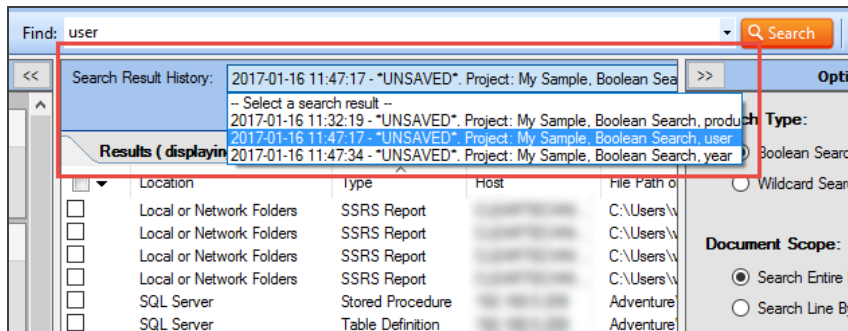 Find: user Search
<< Search Result History: 2017-01-16 11:47:17 - *UNSAVED*. Project: My Sample, Boolean Sea >> Opti
-- Select a search result --
2017-01-16 11:32:19 - *UNSAVED*. Project: My Sample, Boolean Search, produ
ch Type:
2017-01-16 11:47:17 - *UNSAVED*. Project: My Sample, Boolean Search, user
Results ( displayin
2017-01-16 11:47:34 - *UNSAVED*. Project: My Sample, Boolean Search, year
Boolean Searc
Location Type Host File Path o
Wildcard Sear
Local or Network Folders SSRS Report C:\Users\v
Local or Network Folders SSRS Report C:\Users\v
Local or Network Folders SSRS Report C:\Users\v
Document Scope:
Local or Network Folders SSRS Report C:\Users\v
Search Entire
SQL Server Stored Procedure Adventure
Search Line By
SQL Server Table Definition Adventure